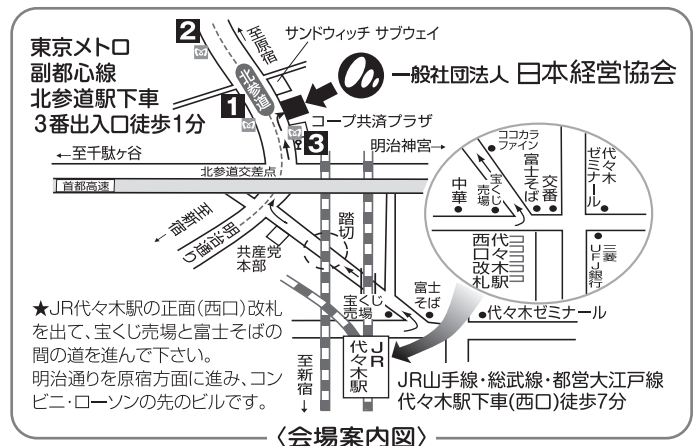 東京メトロ
副都心線
北参道駅下車
3番出入口徒歩1分
2
至原宿
サンドウィッチ サブウェイ
北参道
一般社団法人 日本経営協会
1
コープ共済プラザ
3
←至千駄ヶ谷
明治神宮→
北参道交差点
首都高速
至新宿
明治通り
共産党
本部
踏切
宝くじ
売場
富士
そば
代々木ゼミナール
JR
代々木駅
至新宿
ココカラ
ファイン
中華
宝くじ
売場
富士そば
交番
代々木
ゼミナール
代々木駅
西口改札
三菱
UFJ銀行
★JR代々木駅の正面(西口)改札
を出て、宝くじ売場と富士そばの
間の道を進んで下さい。
明治通りを原宿方面に進み、コン
ビニ・ローソンの先のビルです。
JR山手線・総武線・都営大江戸線
代々木駅下車(西口)徒歩7分
〈会場案内図〉